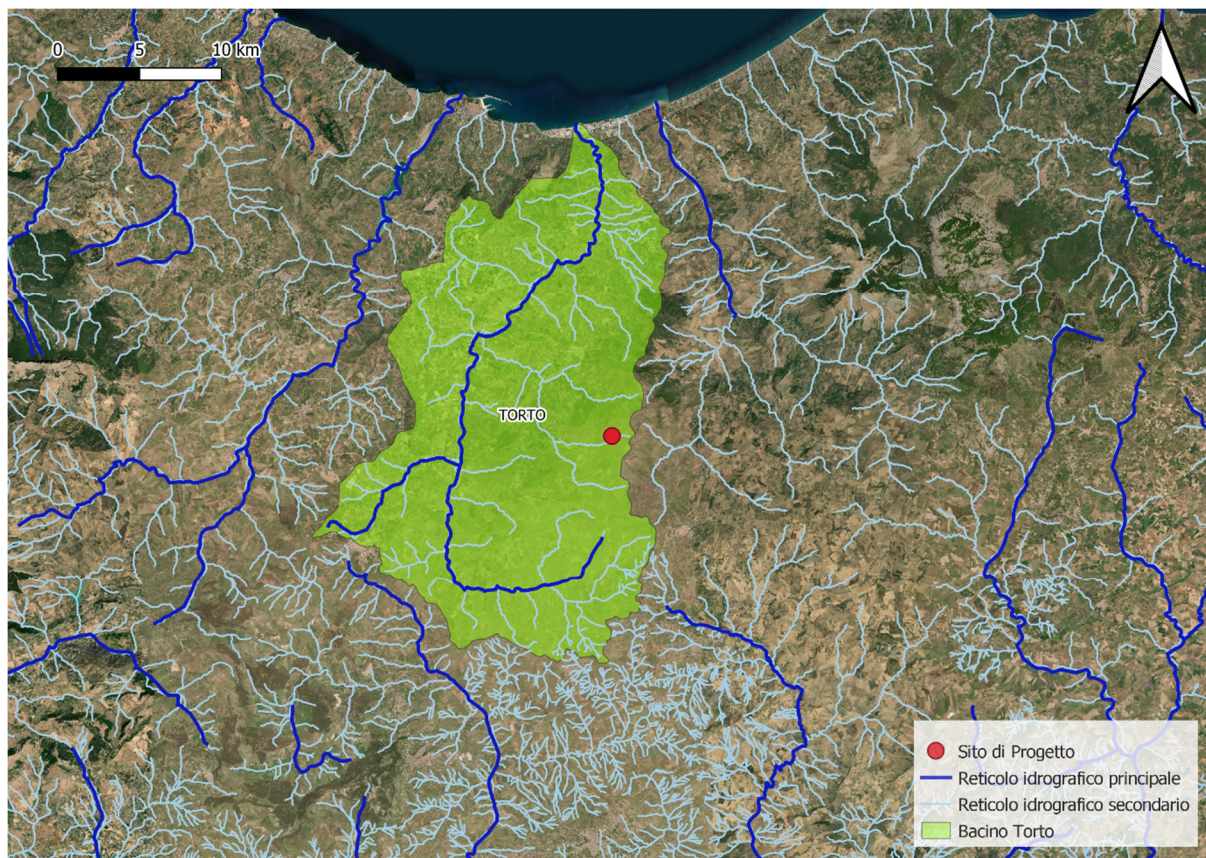 0 5 10 km
TORTO
Sito di Progetto
Reticolo idrografico principale
Reticolo idrografico secondario
Bacino Torto